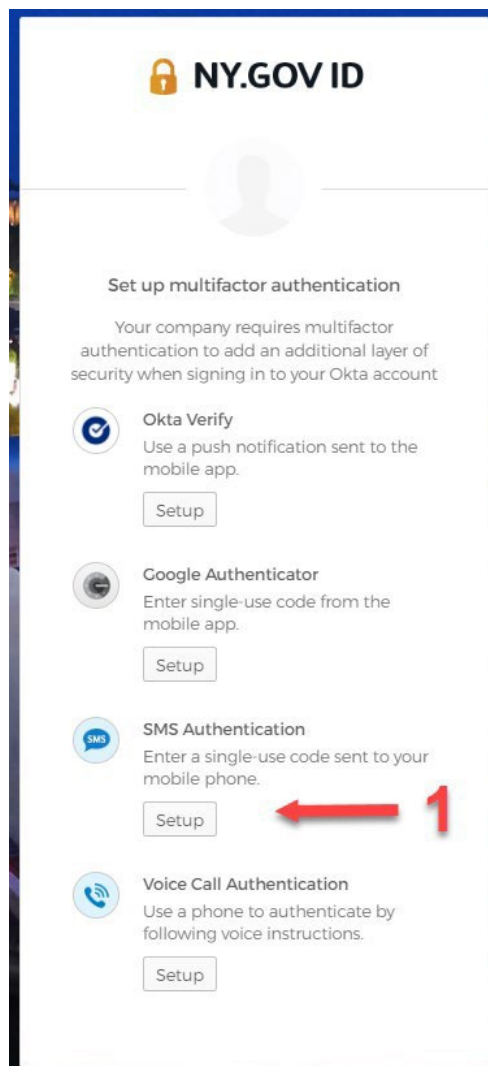 NY.GOV ID
Set up multifactor authentication
Your company requires multifactor
authentication to add an additional layer of
security when signing in to your Okta account
Okta Verify
Use a push notification sent to the
mobile app.
Setup
Google Authenticator
Enter single-use code from the
mobile app.
Setup
SMS
SMS Authentication
Enter a single-use code sent to your
mobile phone.
Setup
1
Voice Call Authentication
Use a phone to authenticate by
following voice instructions.
Setup